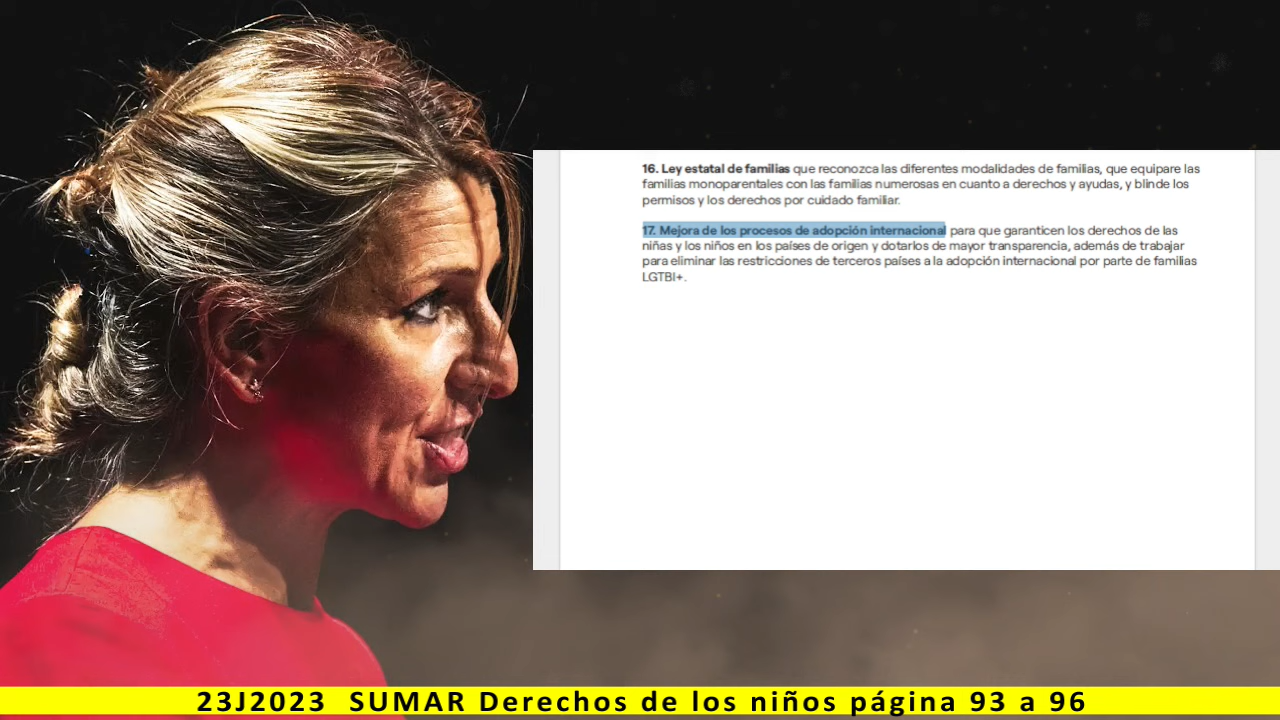 16. Ley estatal de familias que reconozca las diferentes modalidades de familias, que equipare las
familias monoparentales con las familias numerosas en cuanto a derechos y ayudas, y blinde los
permisos y los derechos por cuidado familiar.
17. Mejora de los procesos de adopción internacional para que garanticen los derechos de las
niñas y los niños en los países de origen y dotarlos de mayor transparencia, además de trabajar
para eliminar las restricciones de terceros países a la adopción internacional por parte de familias
LGTBI+.
23J2023 SUMAR Derechos de los niños página 93 a 96